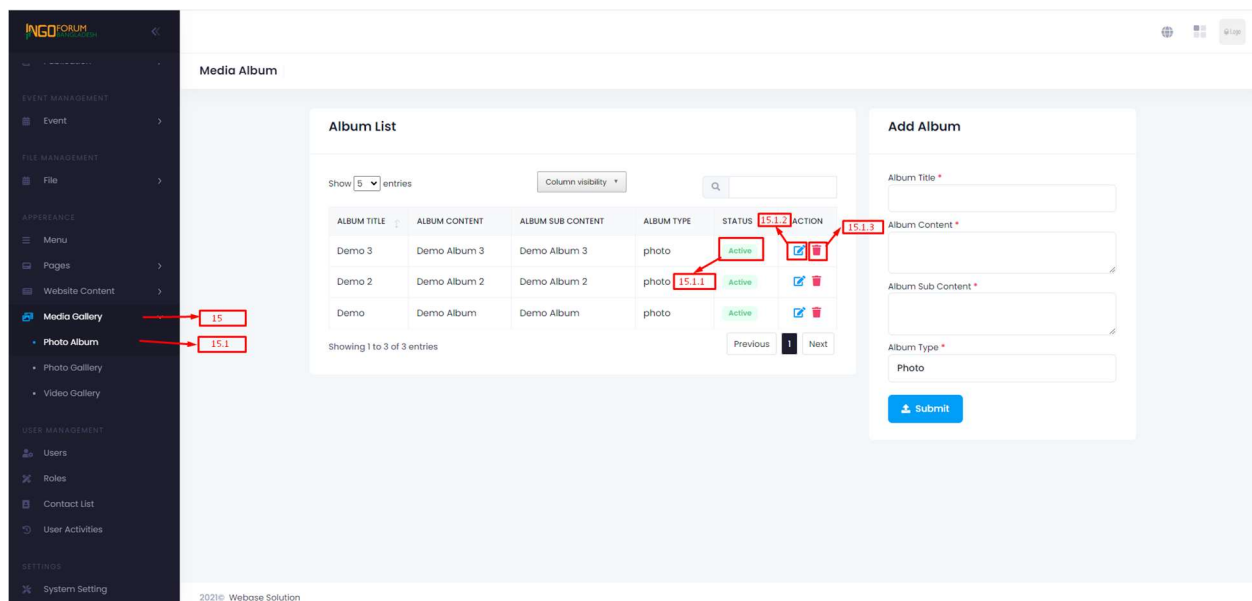 INGO FORUM
BANGLADESH
Media Album
EVENT MANAGEMENT
Event
FILE MANAGEMENT
File
APPEREANCE
Menu
Pages
Website Content
Media Gallery
15
Photo Album
15.1
Photo Galllery
Video Gallery
USER MANAGEMENT
Users
Roles
Contact List
User Activities
SETTINGS
System Setting
Album List
Show 5 entries
Column visibility
ALBUM TITLE ALBUM CONTENT ALBUM SUB CONTENT ALBUM TYPE STATUS 15.1.2 ACTION
15.1.3
Demo 3 Demo Album 3 Demo Album 3 photo Active
Demo 2 Demo Album 2 Demo Album 2 photo 15.1.1 Active
Demo Demo Album Demo Album photo Active
Showing 1 to 3 of 3 entries
Previous 1 Next
Add Album
Album Title *
Album Content *
Album Sub Content *
Album Type *
Photo
Submit
2021© Webase Solution